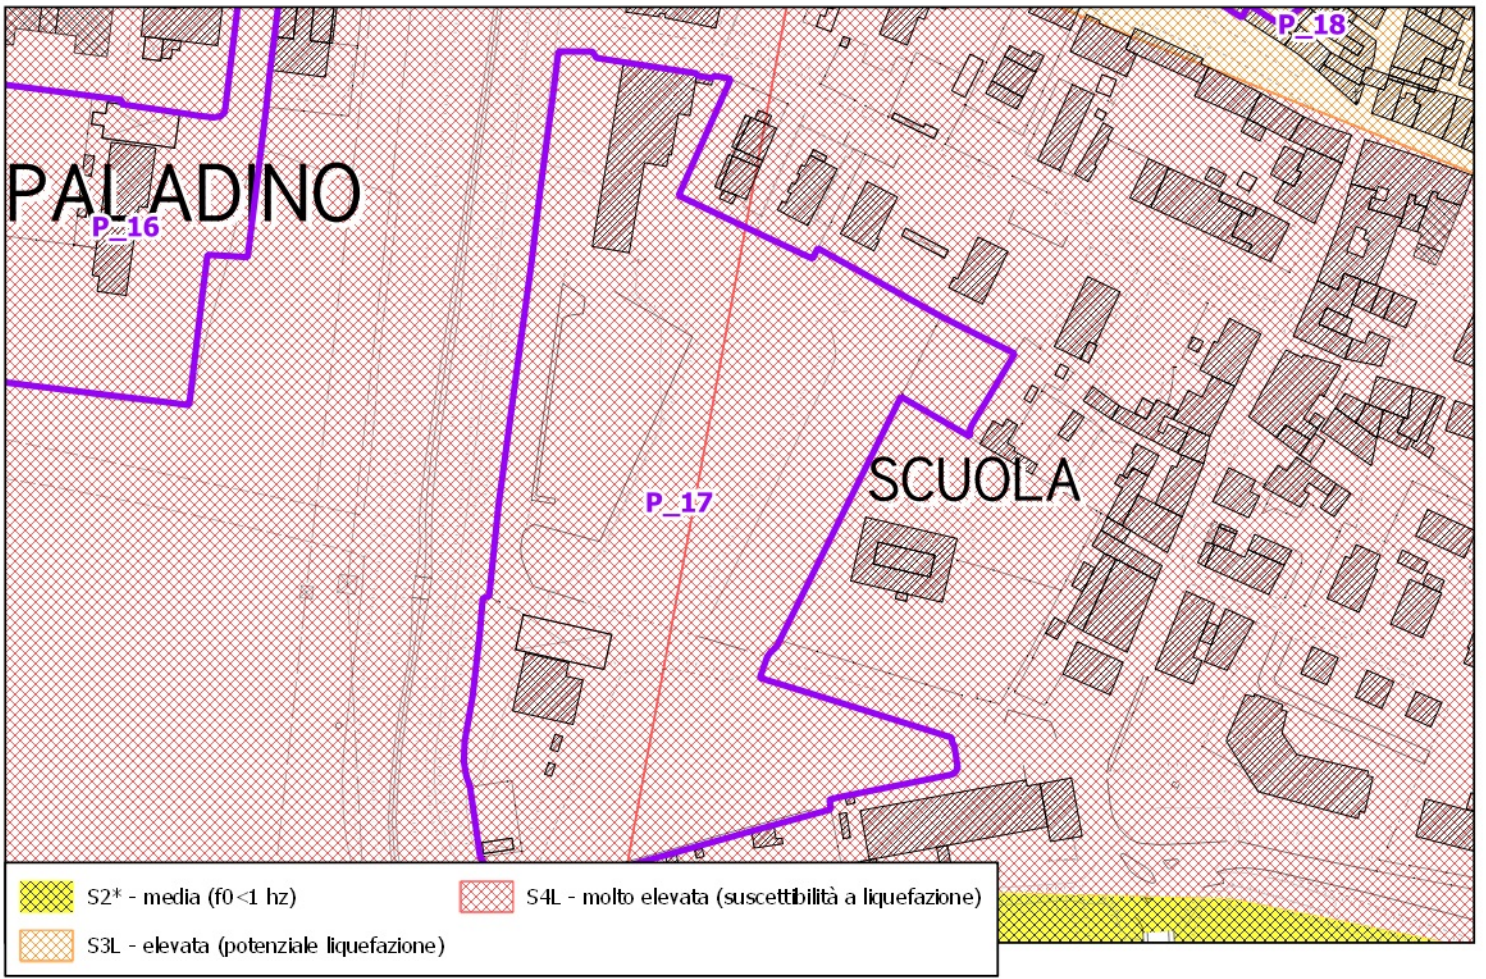 P_18
PALADINO
P_16
SCUOLA
P_17
S2* - media (f0<1 hz)
S4L - molto elevata (suscettibilità a liquefazione)
S3L - elevata (potenziale liquefazione)